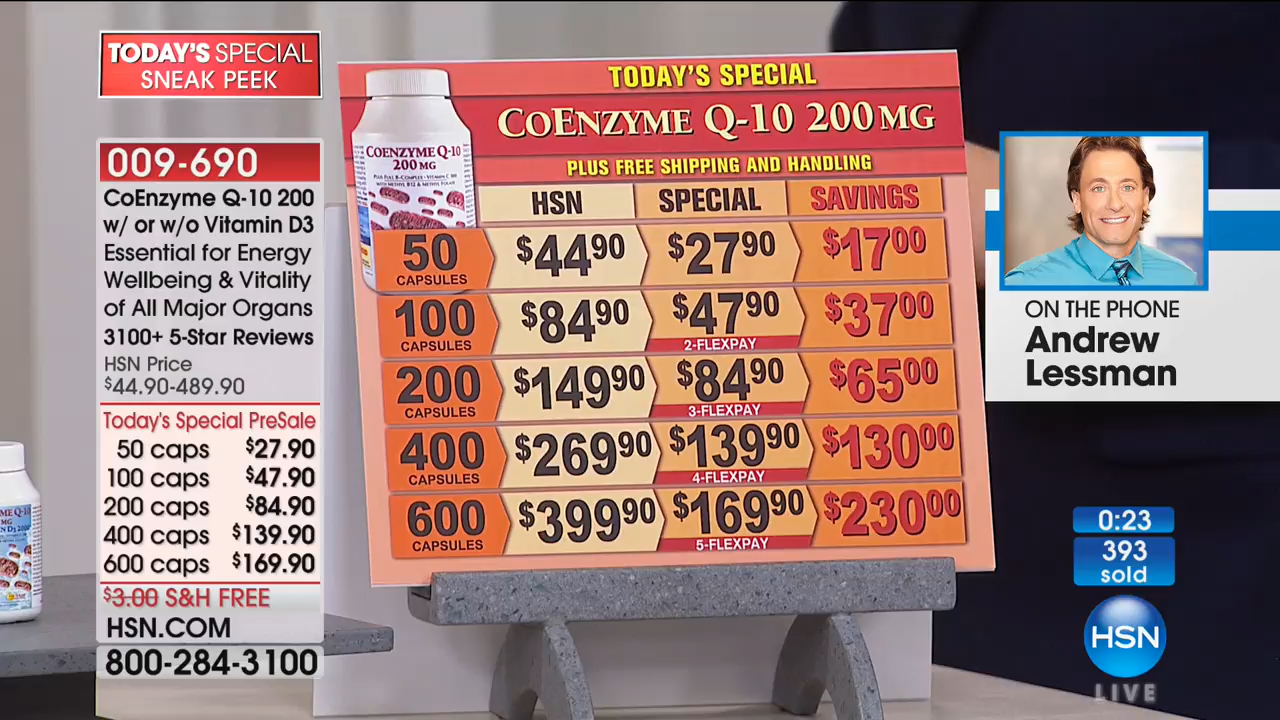 TODAY'S SPECIAL
SNEAK PEEK
009-690
CoEnzyme Q-10 200
w/ or w/o Vitamin D3
Essential for Energy
Wellbeing & Vitality
of All Major Organs
3100+ 5-Star Reviews
HSN Price
$44.90-489.90
Today's Special PreSale
50 caps $27.90
100 caps $47.90
200 caps $84.90
400 caps $139.90
600 caps $169.90
$3.00 S&H FREE
HSN.COM
800-284-3100
TODAY'S SPECIAL
COENZYME Q-10 200 MG
PLUS FREE SHIPPING AND HANDLING
COENZYME Q-10
200 MG
HSN SPECIAL SAVINGS
50 CAPSULES $44.90 $27.90 $17.00
100 CAPSULES $84.90 $47.90 $37.00
2-FLEXPAY
200 CAPSULES $149.90 $84.90 $65.00
3-FLEXPAY
400 CAPSULES $269.90 $139.90 $130.00
4-FLEXPAY
600 CAPSULES $399.90 $169.90 $230.00
5-FLEXPAY
ON THE PHONE
Andrew
Lessman
0:23
393
sold
HSN
LIVE